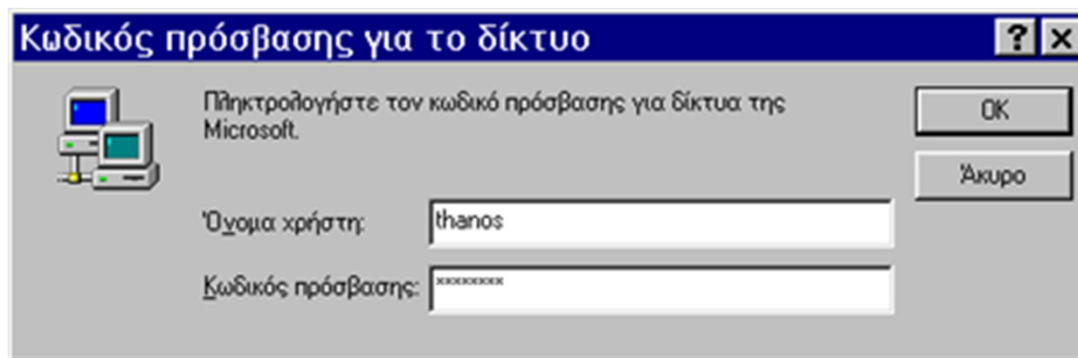 Κωδικός πρόσβασης για το δίκτυο
Πληκτρολογήστε τον κωδικό πρόσβασης για δίκτυα της
Microsoft.
OK
Άκυρο
Όνομα χρήστη: thanos
Κωδικός πρόσβασης: ********